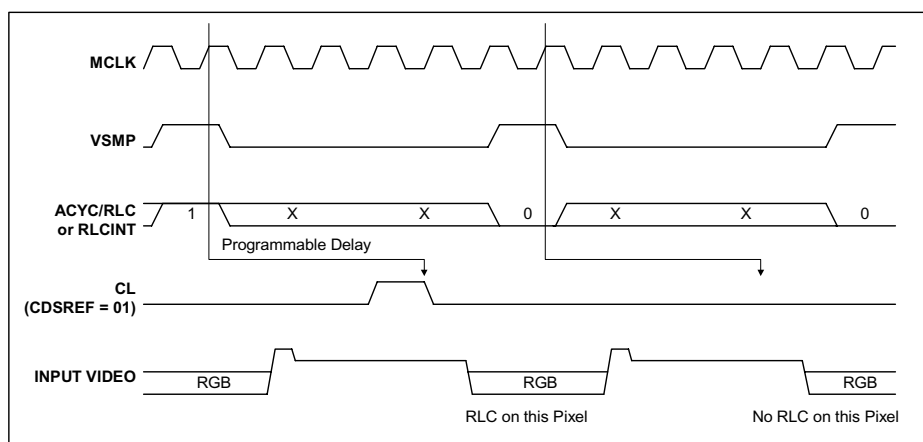 MCLK
VSMP
ACYC/RLC
or RLCINT
1 X X 0 X X 0
Programmable Delay
CL
(CDSREF = 01)
INPUT VIDEO
RGB RGB RGB
RLC on this Pixel No RLC on this Pixel